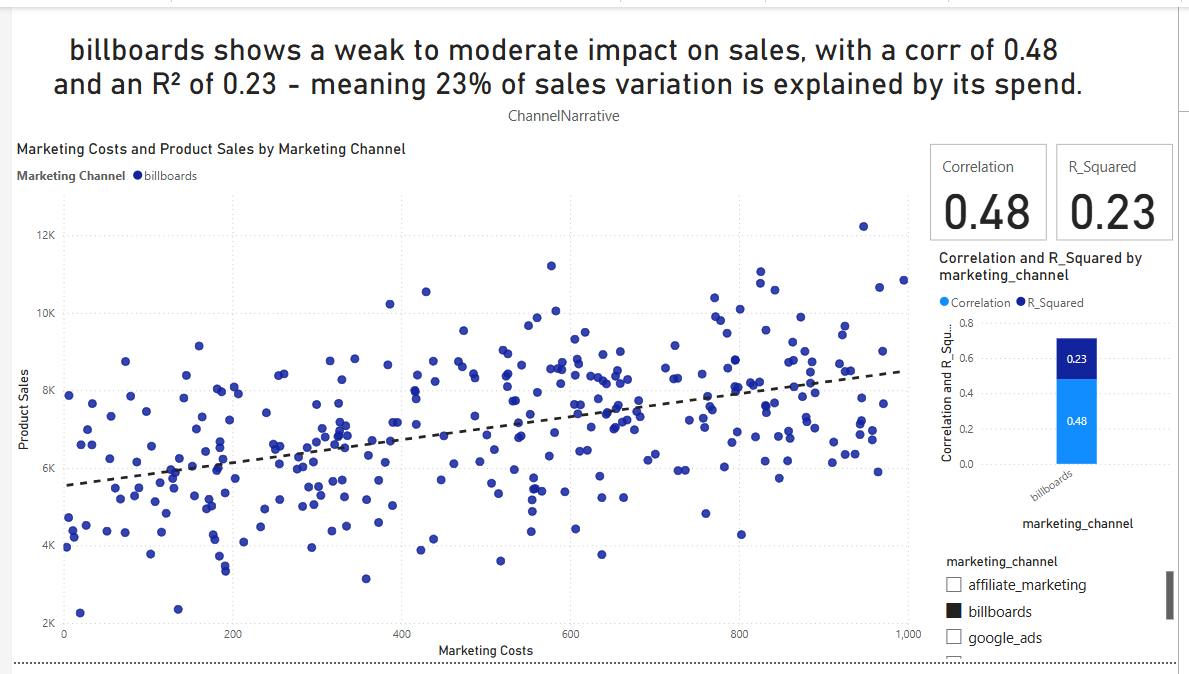 billboards shows a weak to moderate impact on sales, with a corr of 0.48
and an R² of 0.23 - meaning 23% of sales variation is explained by its spend.
ChannelNarrative
Marketing Costs and Product Sales by Marketing Channel
Marketing Channel billboards
12K
10K
8K
6K
4K
2K
Product Sales
0 200 400 600 800 1,000
Marketing Costs
Correlation
0.48
R_Squared
0.23
Correlation and R_Squared by
marketing_channel
Correlation R_Squared
Correlation and R_Squ...
0.8
0.6
0.4
0.2
0.0
0.23
0.48
billboards
marketing_channel
marketing_channel
affiliate_marketing
billboards
google_ads